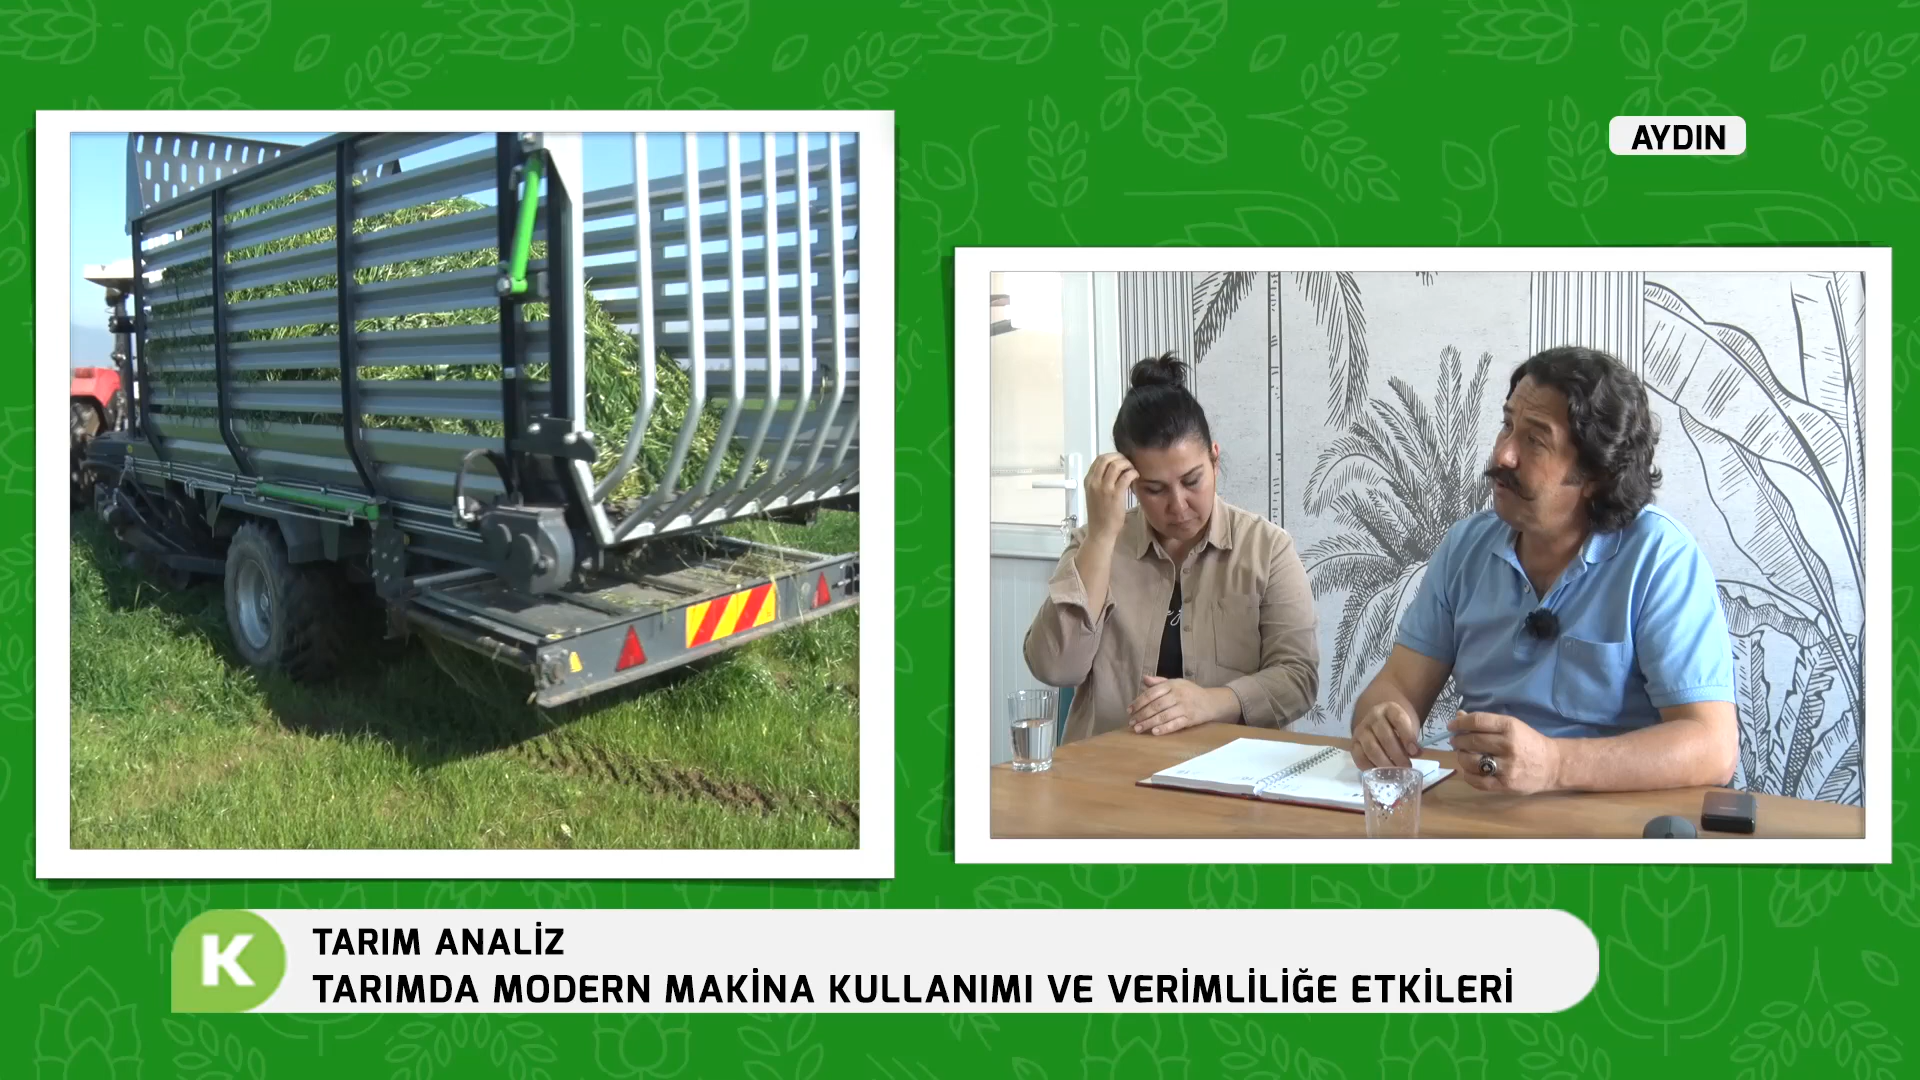 AYDIN
K
TARIM ANALİZ
TARIMDA MODERN MAKİNA KULLANIMI VE VERİMLİLİĞE ETKİLERİ